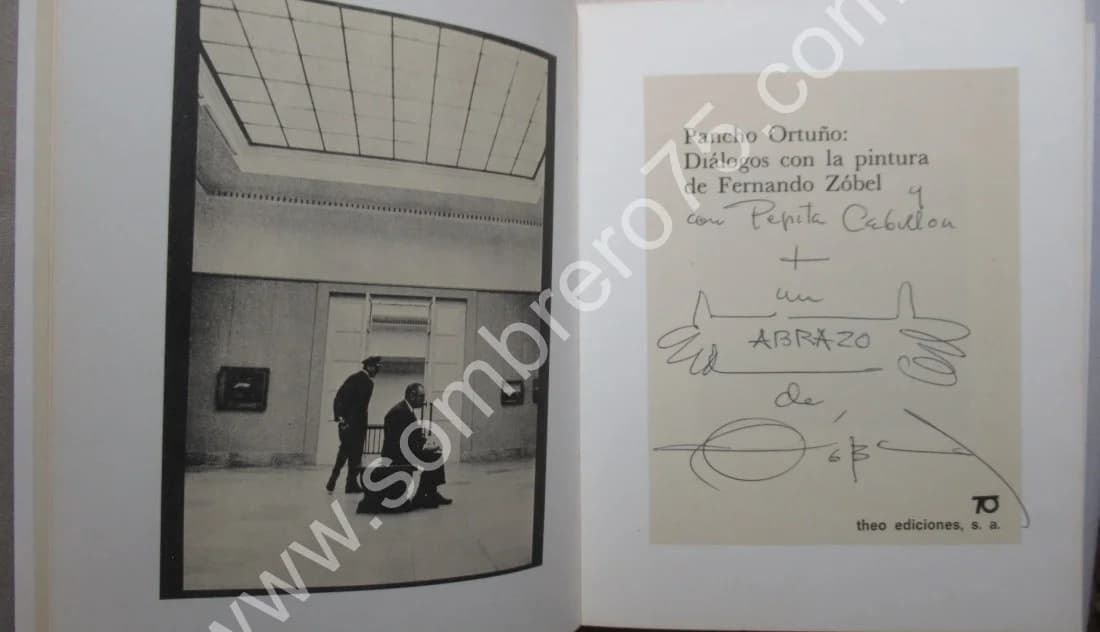 Pancho Ortuño:
Diálogos con la pintura
de Fernando Zóbel y
con Pepita Cabullon
+
un
ABRAZO
de
TO
theo ediciones, s. a.
www.sombrero75.com